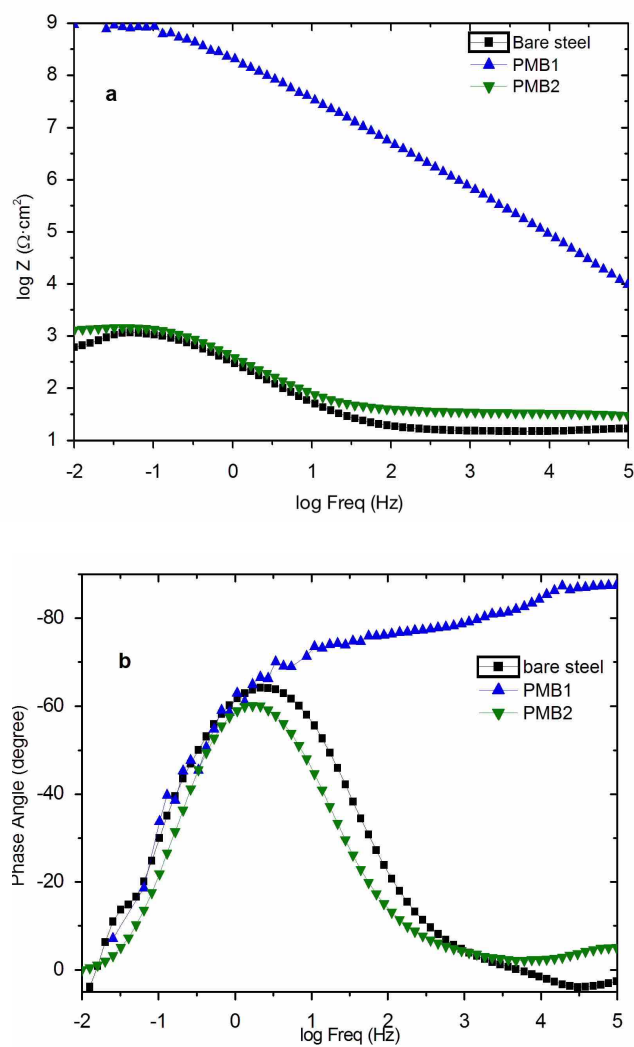 9
8
7
6
5
4
3
2
1
log Z (Ω·cm²)
a
Bare steel
PMB1
PMB2
-2 -1 0 1 2 3 4 5
log Freq (Hz)
-80
-60
-40
-20
0
Phase Angle (degree)
b
bare steel
PMB1
PMB2
-2 -1 0 1 2 3 4 5
log Freq (Hz)